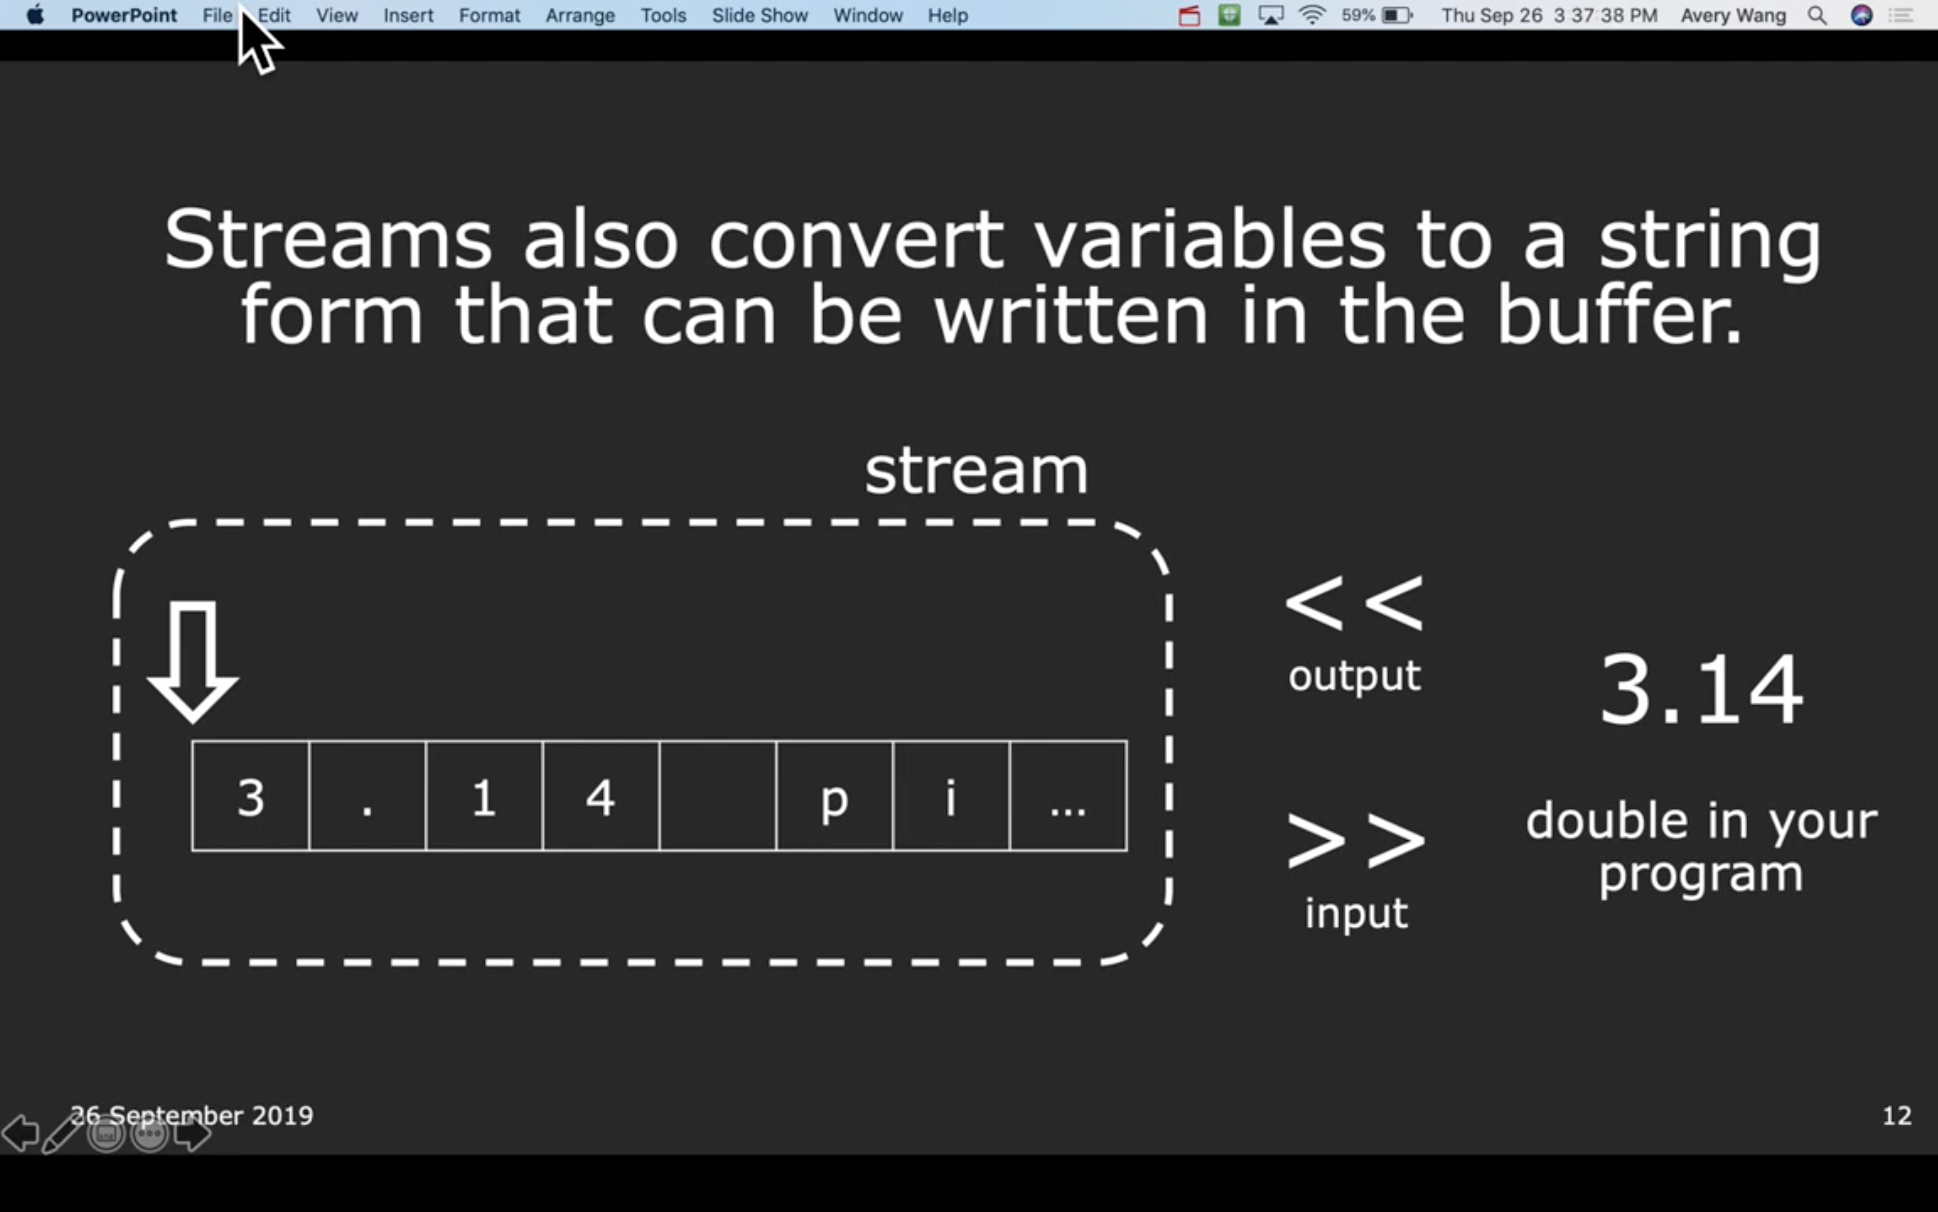 PowerPoint File Edit View Insert Format Arrange Tools Slide Show Window Help 59% Thu Sep 26 3 37:38 PM Avery Wang
Streams also convert variables to a string
form that can be written in the buffer.
stream
<<
output
3.14
3 . 1 4 p i ...
>>
input
double in your
program
26 September 2019
12